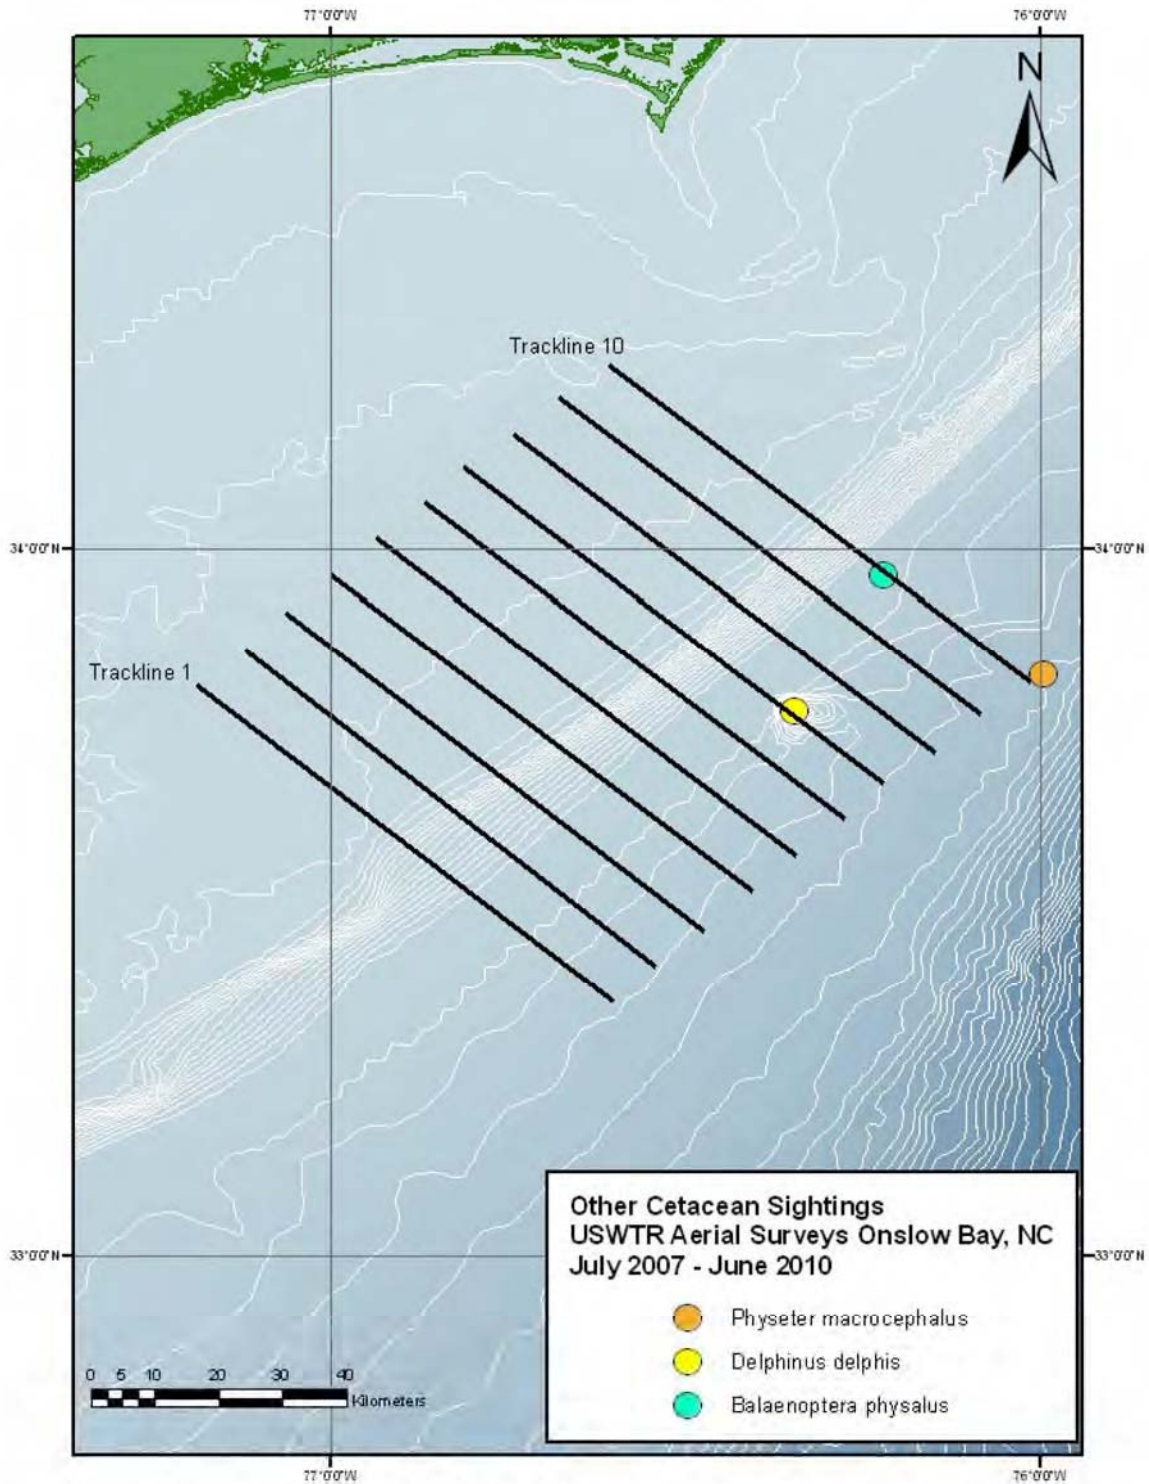 77°0'0"W 76°0'0"W
N
Trackline 10
34°0'0"N 34°0'0"N
Trackline 1
33°0'0"N 33°0'0"N
Other Cetacean Sightings
USWTR Aerial Surveys Onslow Bay, NC
July 2007 - June 2010
Physeter macrocephalus
Delphinus delphis
Balaenoptera physalus
0 5 10 20 30 40
Kilometers
77°0'0"W 76°0'0"W